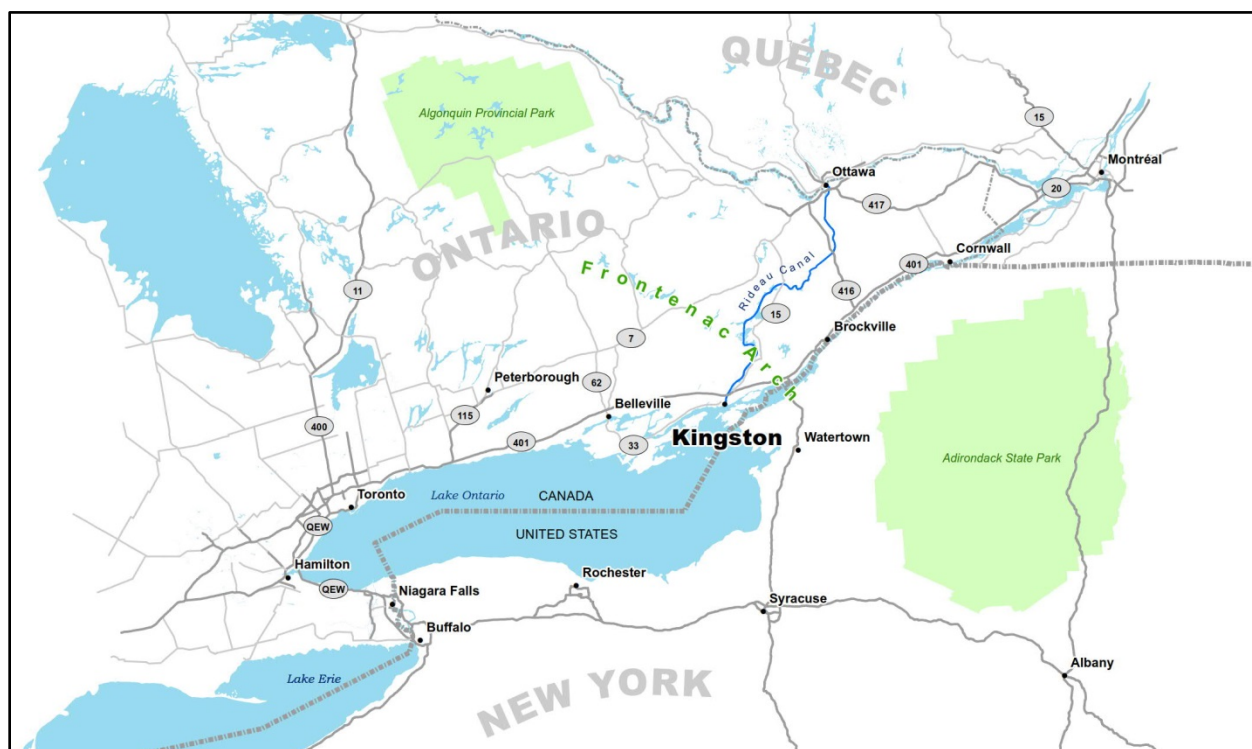 QUÉBEC
Algonquin Provincial Park
15
Montréal
Ottawa
20
417
ONTARIO
Cornwall
401
Rideau Canal
Frontenac Arch
11
416
15
Brockville
7
Peterborough
62
Belleville
115
400
33
401
Kingston
Watertown
Adirondack State Park
Toronto
Lake Ontario
CANADA
QEW
UNITED STATES
Hamilton
Rochester
QEW
Niagara Falls
Syracuse
Buffalo
Albany
Lake Erie
NEW YORK